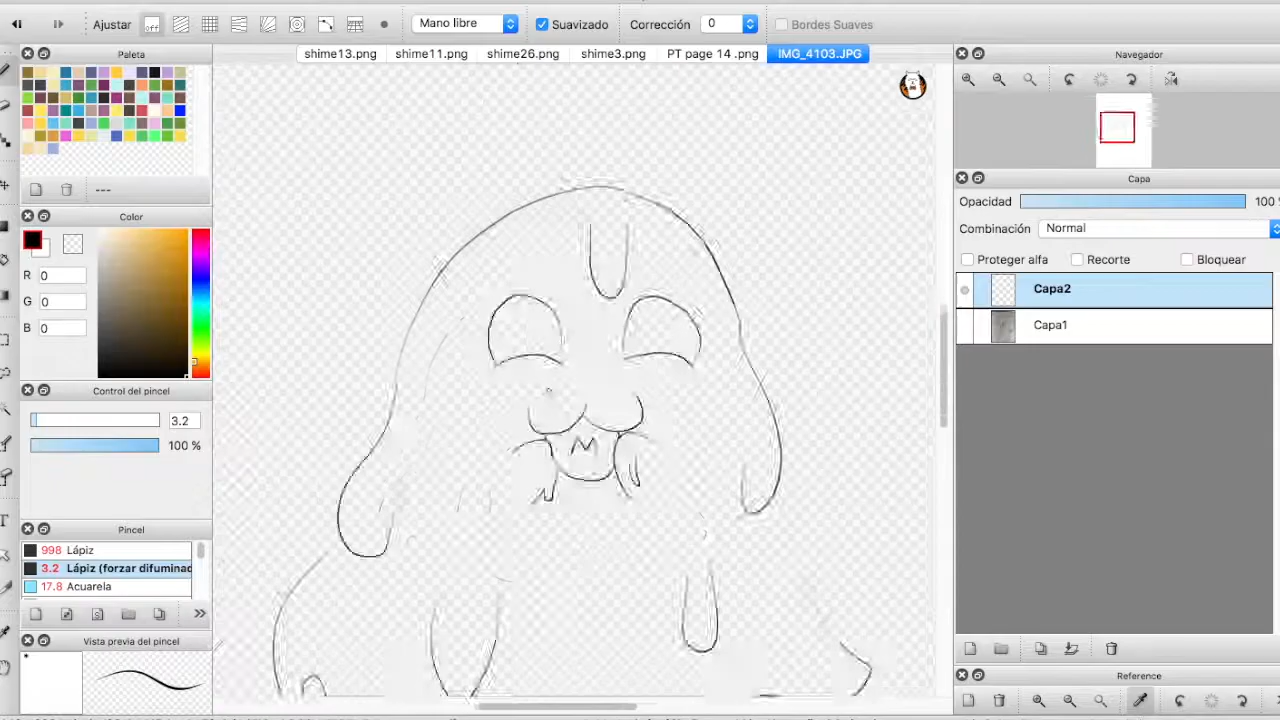 Ajustar off Mano libre Suavizado Corrección 0 Bordes Suaves
shime13.png shime11.png shime26.png shime3.png PT page 14 .png IMG_4103.JPG
Paleta
---
Color
R 0
G 0
B 0
Control del pincel
3.2
100 %
Pincel
998 Lápiz
3.2 Lápiz (forzar difuminac
17.8 Acuarela
Vista previa del pincel
Navegador
Capa
Opacidad 100 %
Combinación Normal
Proteger alfa Recorte Bloquear
Capa2
Capa1
Reference